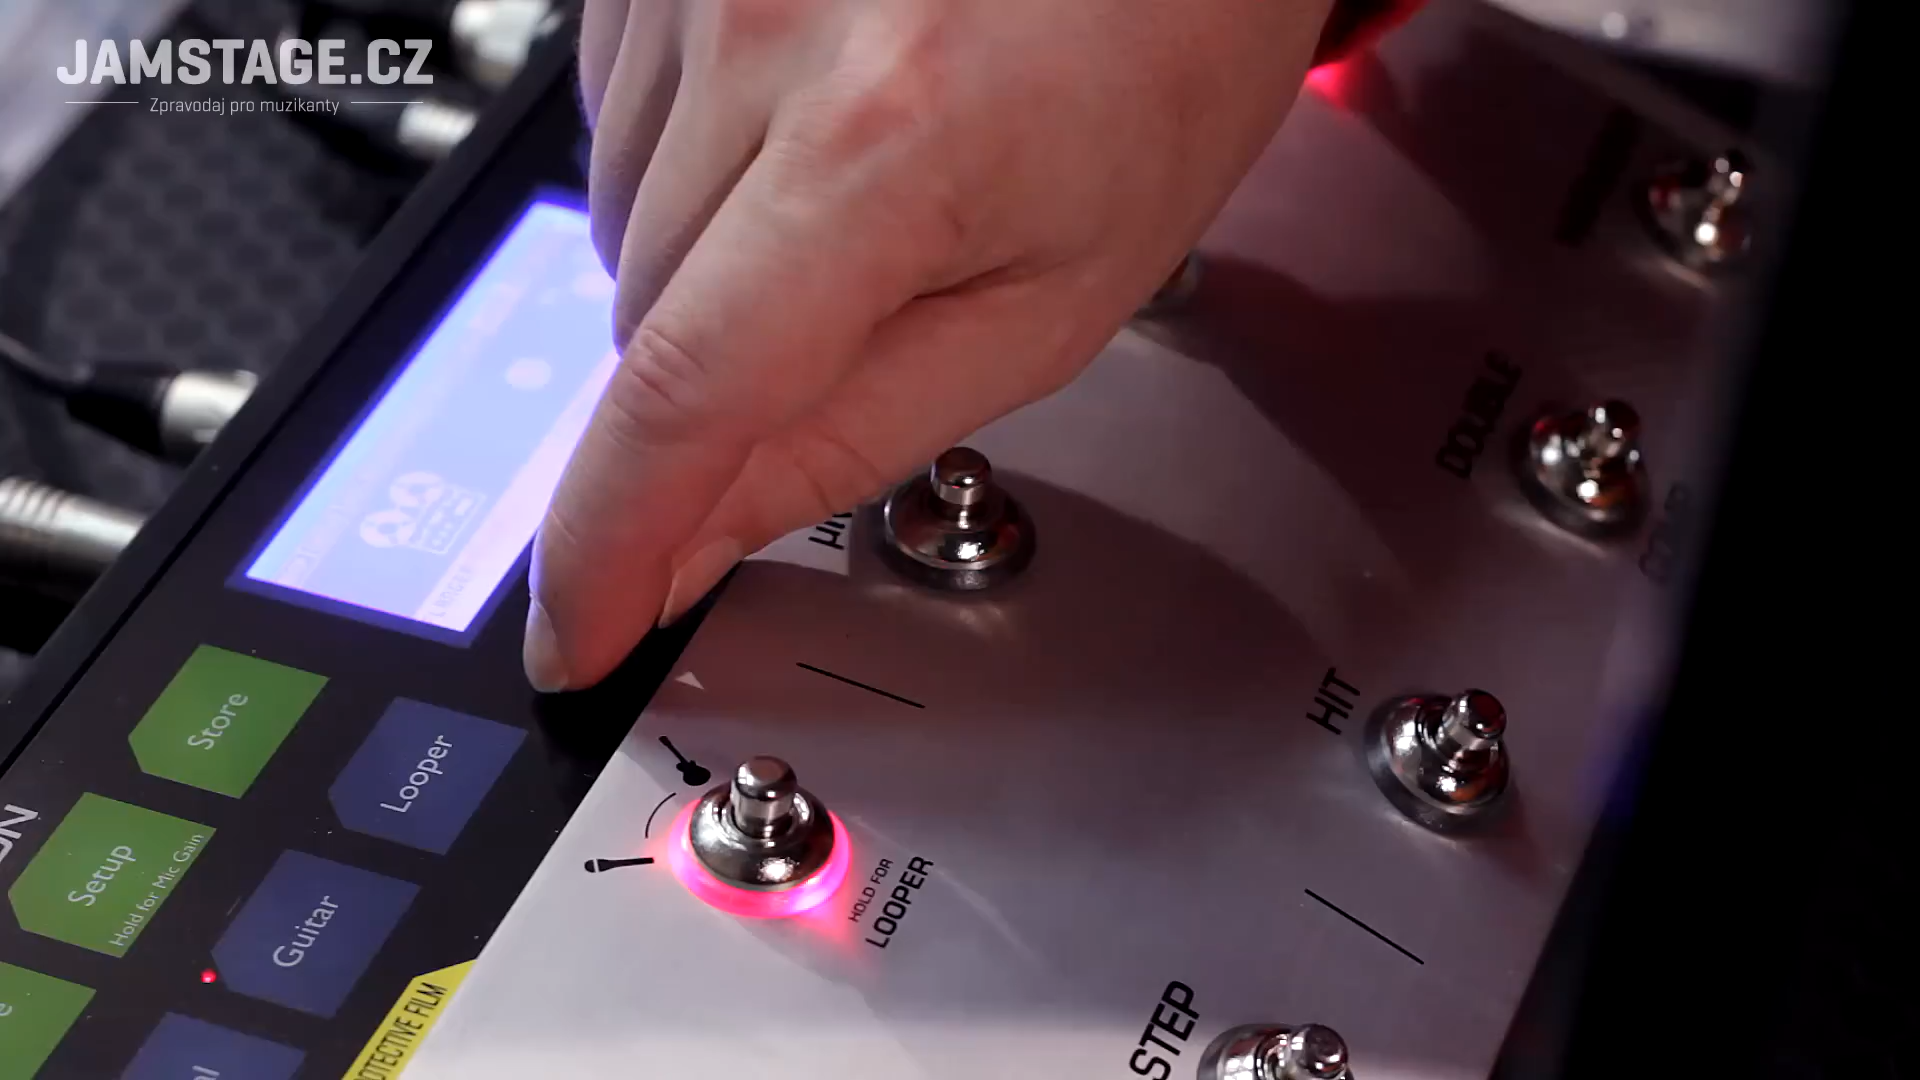 JAMSTAGE.CZ
Zpravodaj pro muzikanty
Store
Looper
Setup
Hold for Mic Gain
Guitar
HOLD FOR
LOOPER
DOUBLE
HIT
STEP
FILM